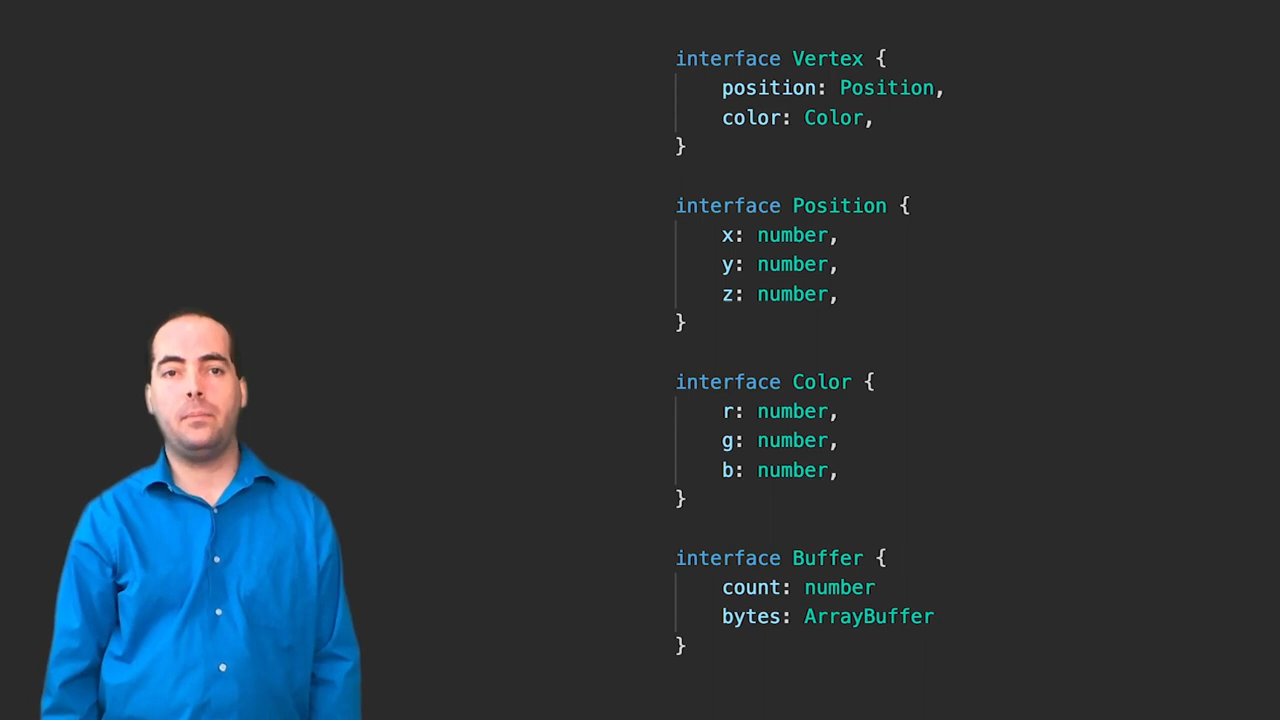 interface Vertex {
position: Position,
color: Color,
}
interface Position {
x: number,
y: number,
z: number,
}
interface Color {
r: number,
g: number,
b: number,
}
interface Buffer {
count: number
bytes: ArrayBuffer
}